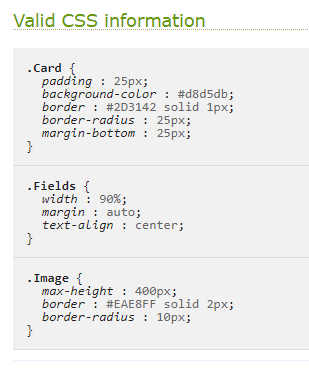 Valid CSS information
.Card {
padding : 25px;
background-color : #d8d5db;
border : #2D3142 solid 1px;
border-radius : 25px;
margin-bottom : 25px;
}
.Fields {
width : 90%;
margin : auto;
text-align : center;
}
.Image {
max-height : 400px;
border : #EAE8FF solid 2px;
border-radius : 10px;
}